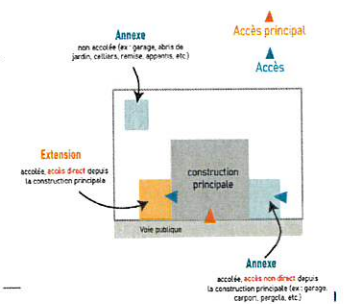 Annexe
non accolée (ex : garage, abris de
jardin, celliers, remise, appentis, etc)
Accès principal
Accès
Extension
accolée, accès direct depuis
la construction principale
construction
principale
Voie publique
Annexe
accolée, accès non direct depuis
la construction principale (ex : garage,
carport, pergola, etc.)